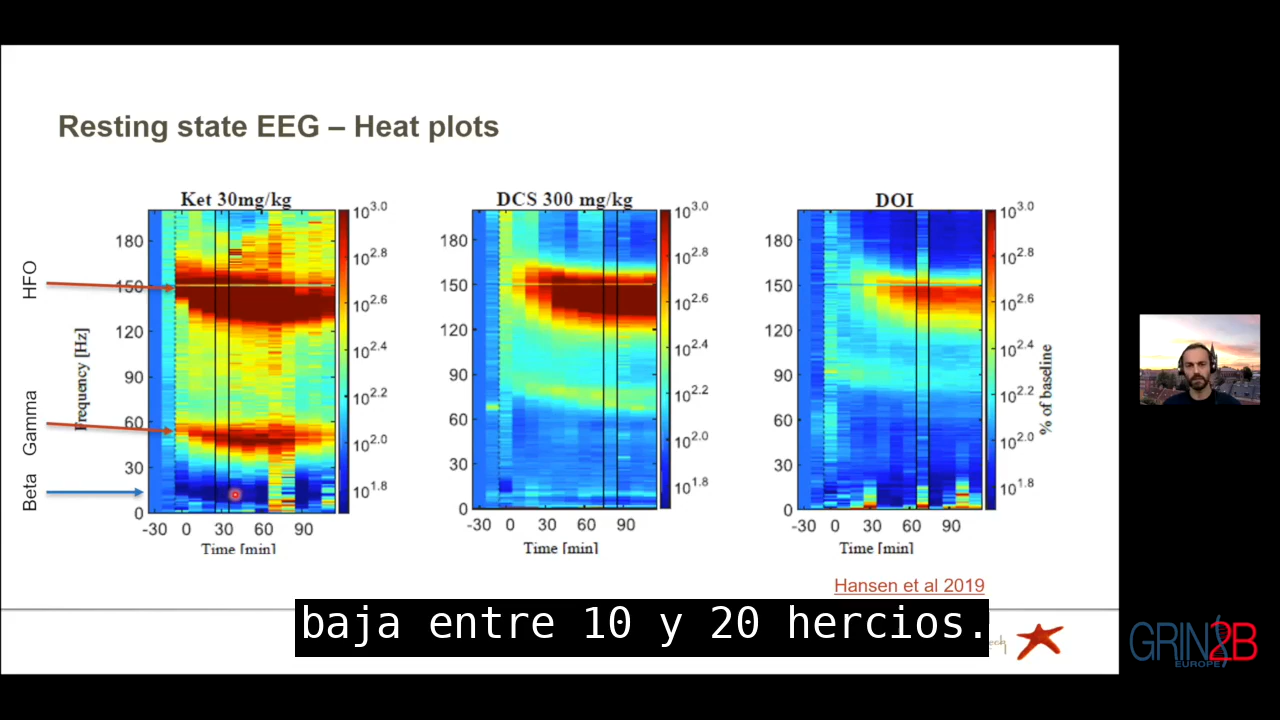 Resting state EEG – Heat plots
Ket 30mg/kg
DCS 300 mg/kg
DOI
HFO
Gamma
Beta
Frequency [Hz]
180
150
120
90
60
30
0
-30 0 30 60 90
Time [min]
10^3.0
10^2.8
10^2.6
10^2.4
10^2.2
10^2.0
10^1.8
180
150
120
90
60
30
0
-30 0 30 60 90
Time [min]
10^3.0
10^2.8
10^2.6
10^2.4
10^2.2
10^2.0
10^1.8
180
150
120
90
60
30
0
-30 0 30 60 90
Time [min]
10^3.0
10^2.8
10^2.6
10^2.4
10^2.2
10^2.0
10^1.8
% of baseline
Hansen et al 2019
baja entre 10 y 20 hercios.
GRIN2B
EUROPE